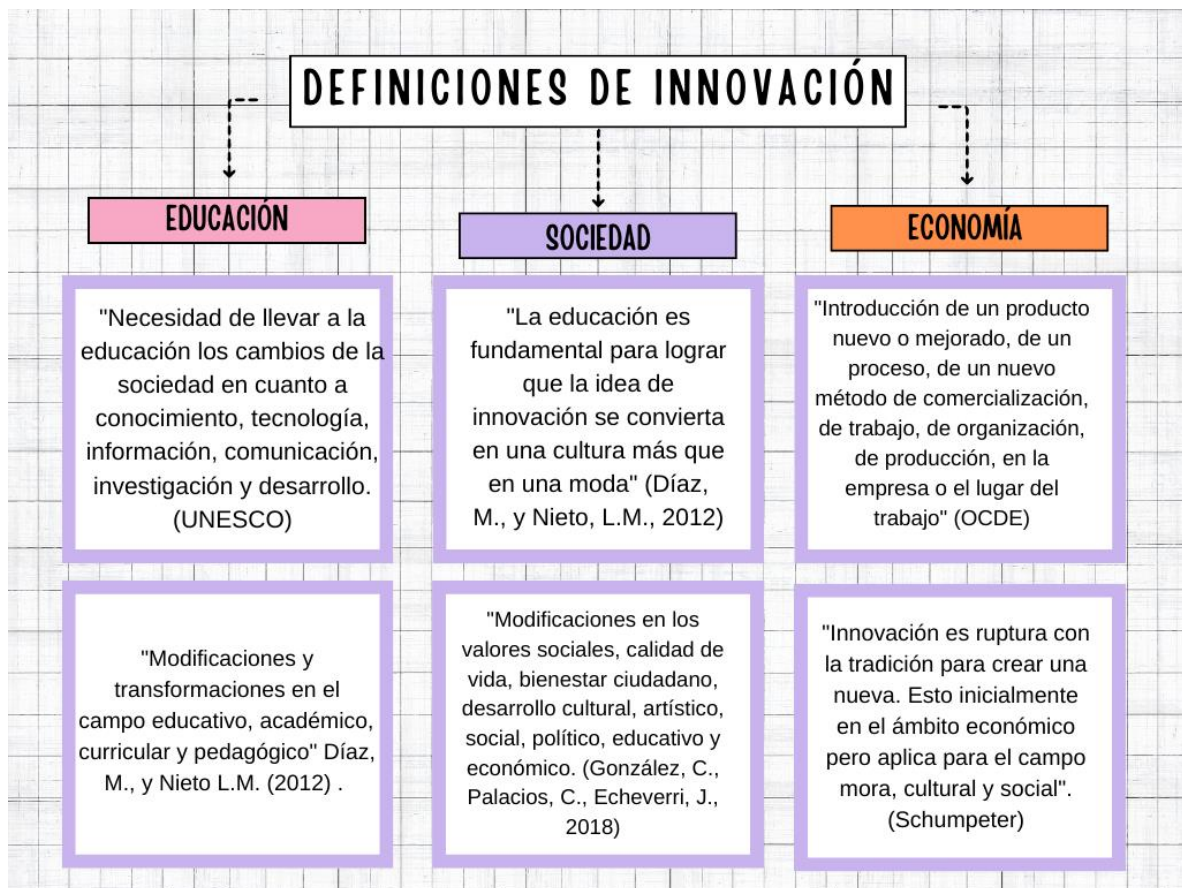 DEFINICIONES DE INNOVACIÓN
EDUCACIÓN
"Necesidad de llevar a la
educación los cambios de la
sociedad en cuanto a
conocimiento, tecnología,
información, comunicación,
investigación y desarrollo.
(UNESCO)
"Modificaciones y
transformaciones en el
campo educativo, académico,
curricular y pedagógico" Díaz,
M., y Nieto L.M. (2012) .
SOCIEDAD
"La educación es
fundamental para lograr
que la idea de
innovación se convierta
en una cultura más que
en una moda" (Díaz,
M., y Nieto, L.M., 2012)
"Modificaciones en los
valores sociales, calidad de
vida, bienestar ciudadano,
desarrollo cultural, artístico,
social, político, educativo y
económico. (González, C.,
Palacios, C., Echeverri, J.,
2018)
ECONOMÍA
"Introducción de un producto
nuevo o mejorado, de un
proceso, de un nuevo
método de comercialización,
de trabajo, de organización,
de producción, en la
empresa o el lugar del
trabajo" (OCDE)
"Innovación es ruptura con
la tradición para crear una
nueva. Esto inicialmente
en el ámbito económico
pero aplica para el campo
mora, cultural y social".
(Schumpeter)